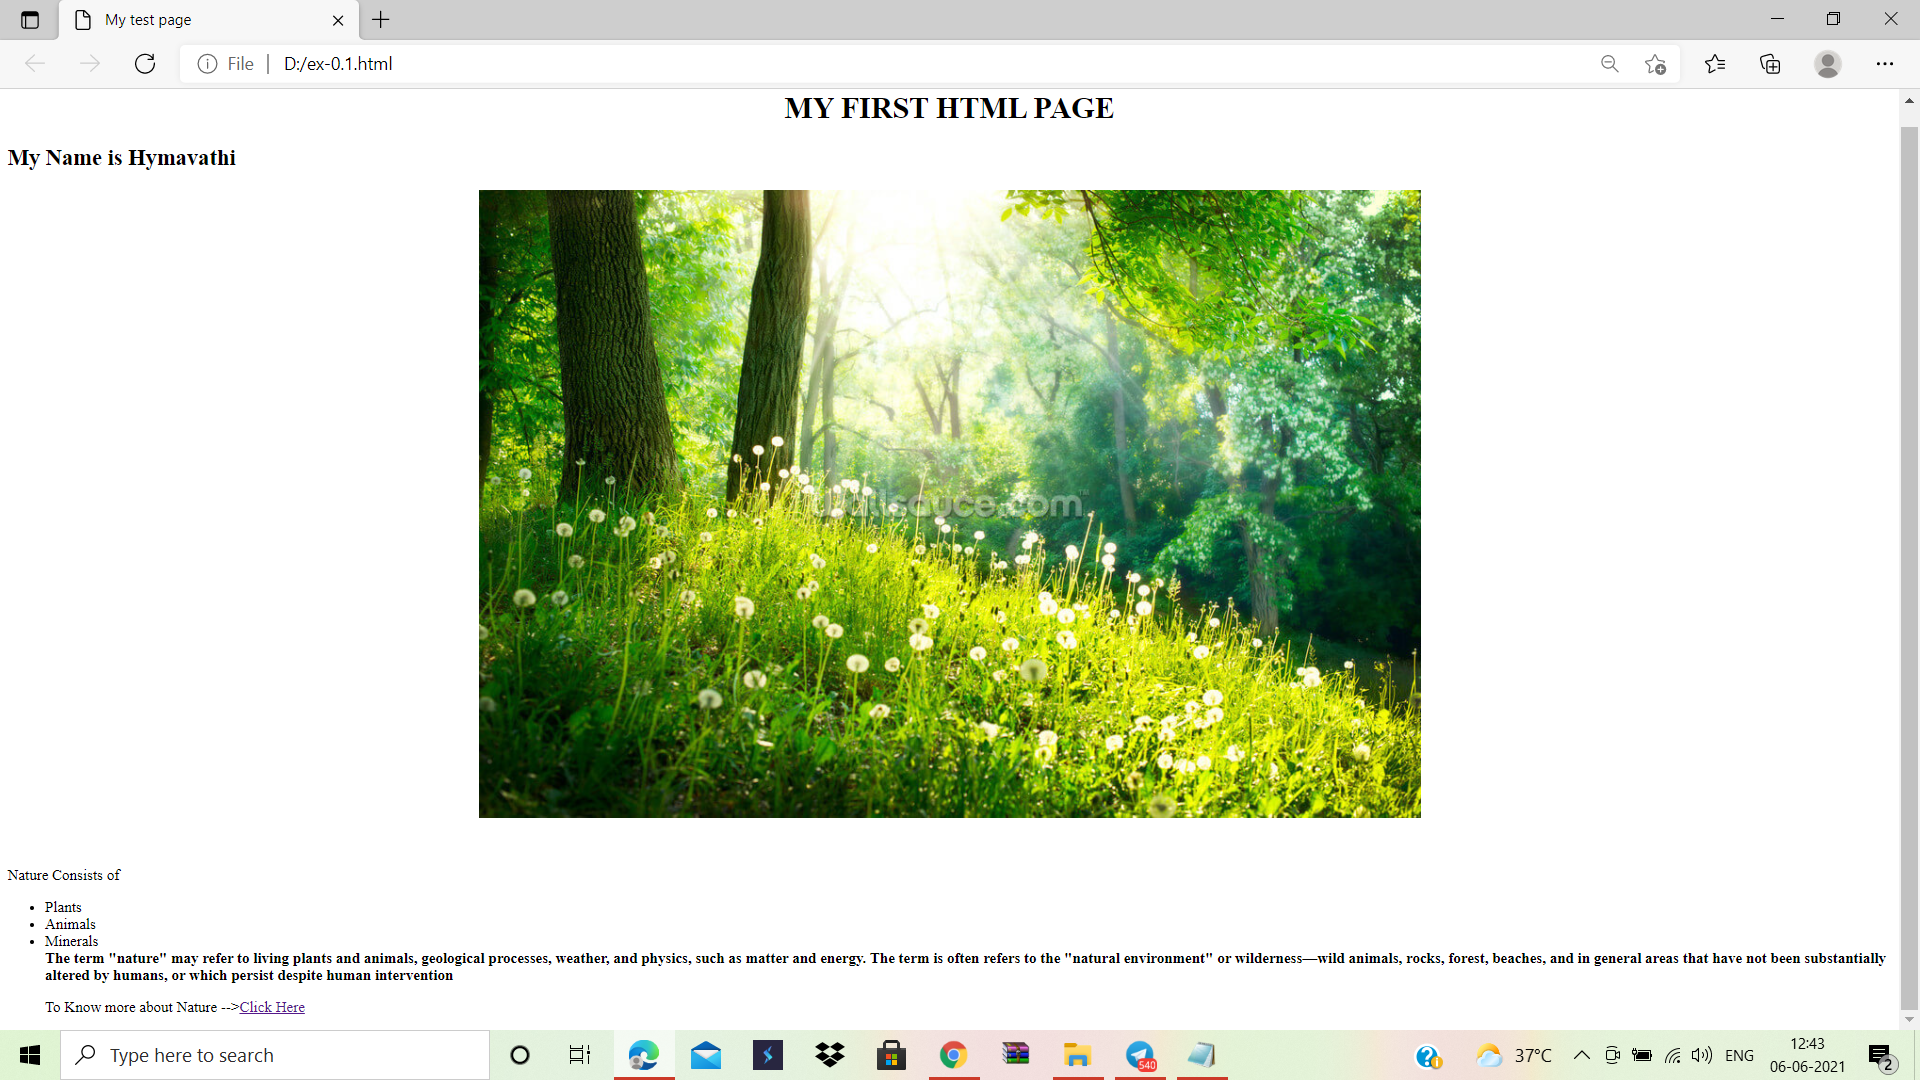 My test page
File
D:/ex-0.1.html
MY FIRST HTML PAGE
My Name is Hymavathi
wallsauce.com™
Nature Consists of
Plants
Animals
Minerals
The term "nature" may refer to living plants and animals, geological processes, weather, and physics, such as matter and energy. The term is often refers to the "natural environment" or wilderness—wild animals, rocks, forest, beaches, and in general areas that have not been substantially
altered by humans, or which persist despite human intervention
To Know more about Nature -->Click Here
Type here to search
540
37°C
ENG
12:43
06-06-2021
2